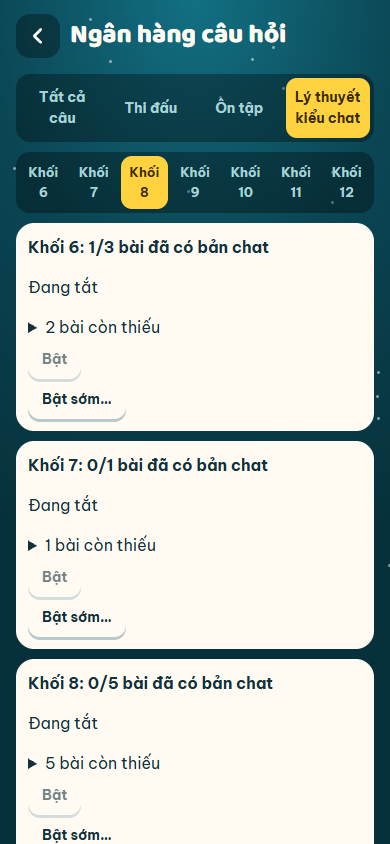 Ngân hàng câu hỏi
Tất cả
câu
Thi đấu
Ôn tập
Lý thuyết
kiểu chat
Khối
6
Khối
7
Khối
8
Khối
9
Khối
10
Khối
11
Khối
12
Khối 6: 1/3 bài đã có bản chat
Đang tắt
2 bài còn thiếu
Bật
Bật sớm...
Khối 7: 0/1 bài đã có bản chat
Đang tắt
1 bài còn thiếu
Bật
Bật sớm...
Khối 8: 0/5 bài đã có bản chat
Đang tắt
5 bài còn thiếu
Bật
Bật sớm...